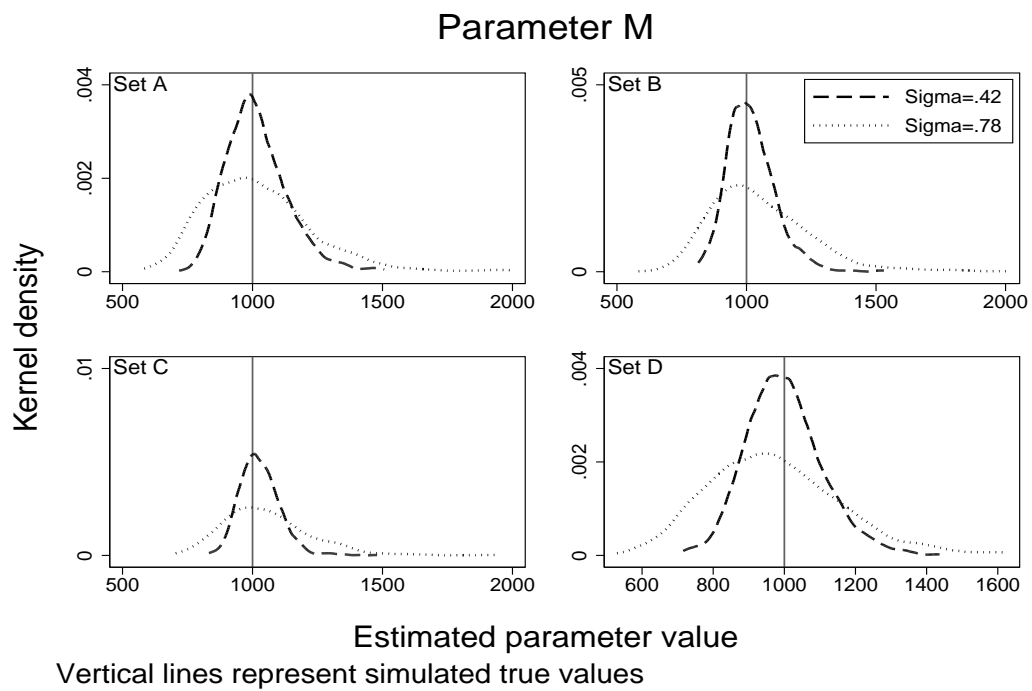 Parameter M
Set A
.004
.002
0
500 1000 1500 2000
Set B
.005
0
500 1000 1500 2000
Sigma=.42
Sigma=.78
Set C
.01
0
500 1000 1500 2000
Set D
.004
.002
0
600 800 1000 1200 1400 1600
Kernel density
Estimated parameter value
Vertical lines represent simulated true values